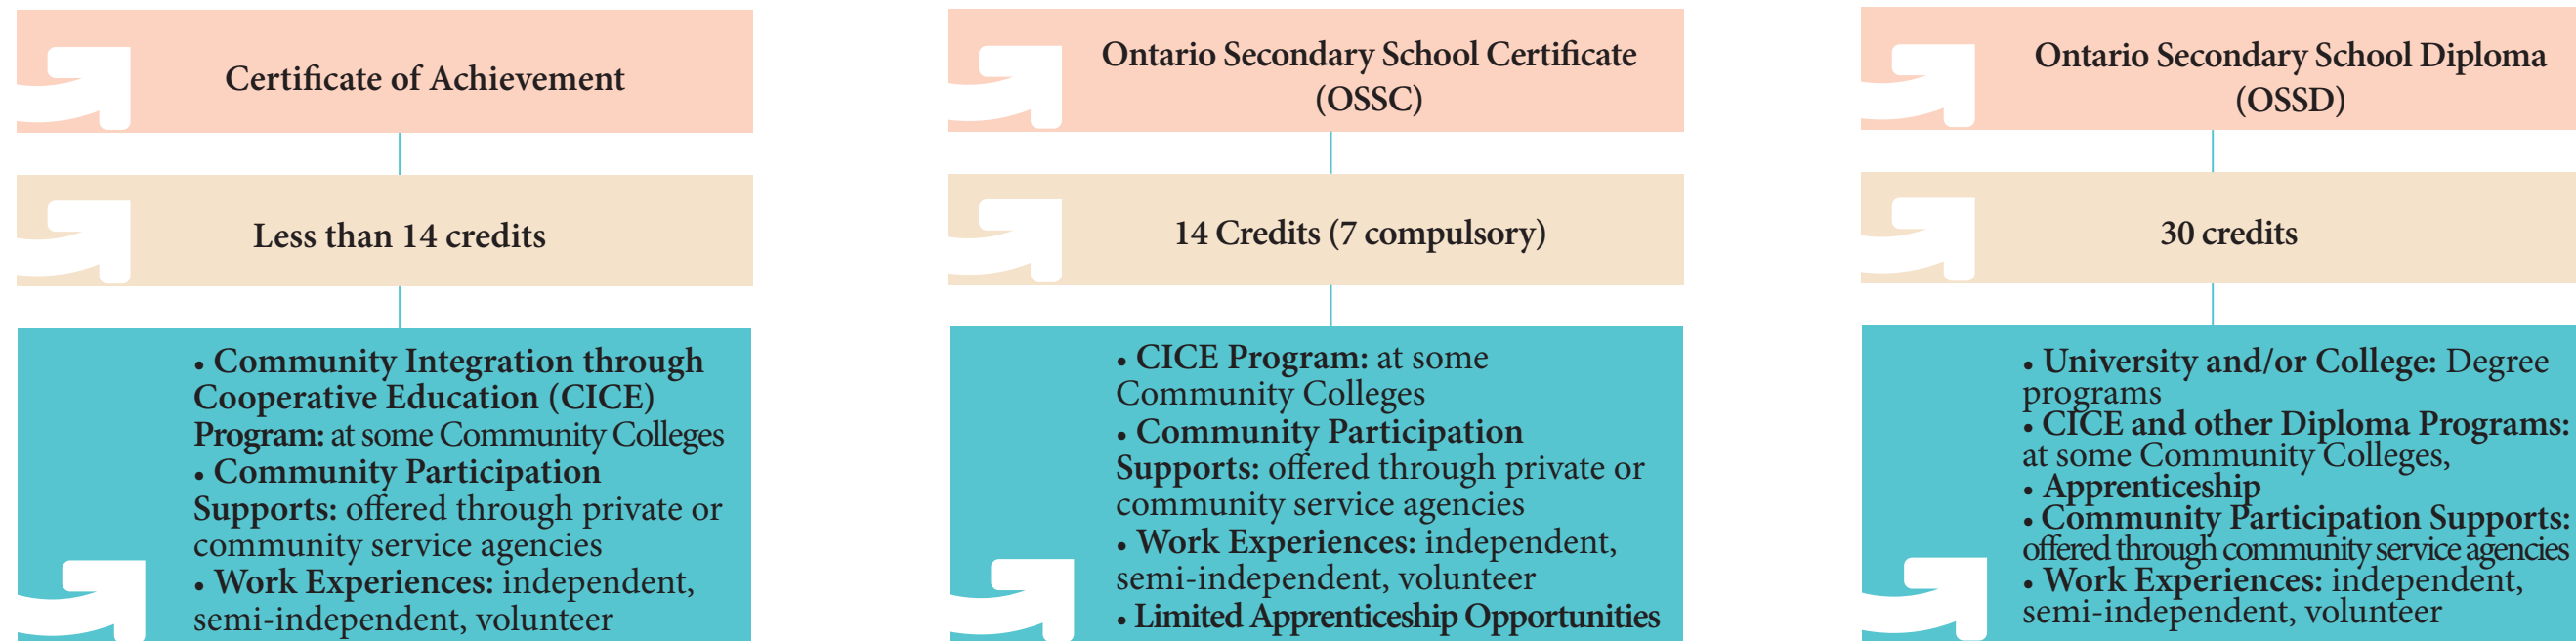 Certificate of Achievement
Less than 14 credits
• Community Integration through
Cooperative Education (CICE)
Program: at some Community Colleges
• Community Participation
Supports: offered through private or
community service agencies
• Work Experiences: independent,
semi-independent, volunteer
Ontario Secondary School Certificate
(OSSC)
14 Credits (7 compulsory)
• CICE Program: at some
Community Colleges
• Community Participation
Supports: offered through private or
community service agencies
• Work Experiences: independent,
semi-independent, volunteer
• Limited Apprenticeship Opportunities
Ontario Secondary School Diploma
(OSSD)
30 credits
• University and/or College: Degree
programs
• CICE and other Diploma Programs:
at some Community Colleges,
• Apprenticeship
• Community Participation Supports:
offered through community service agencies
• Work Experiences: independent,
semi-independent, volunteer